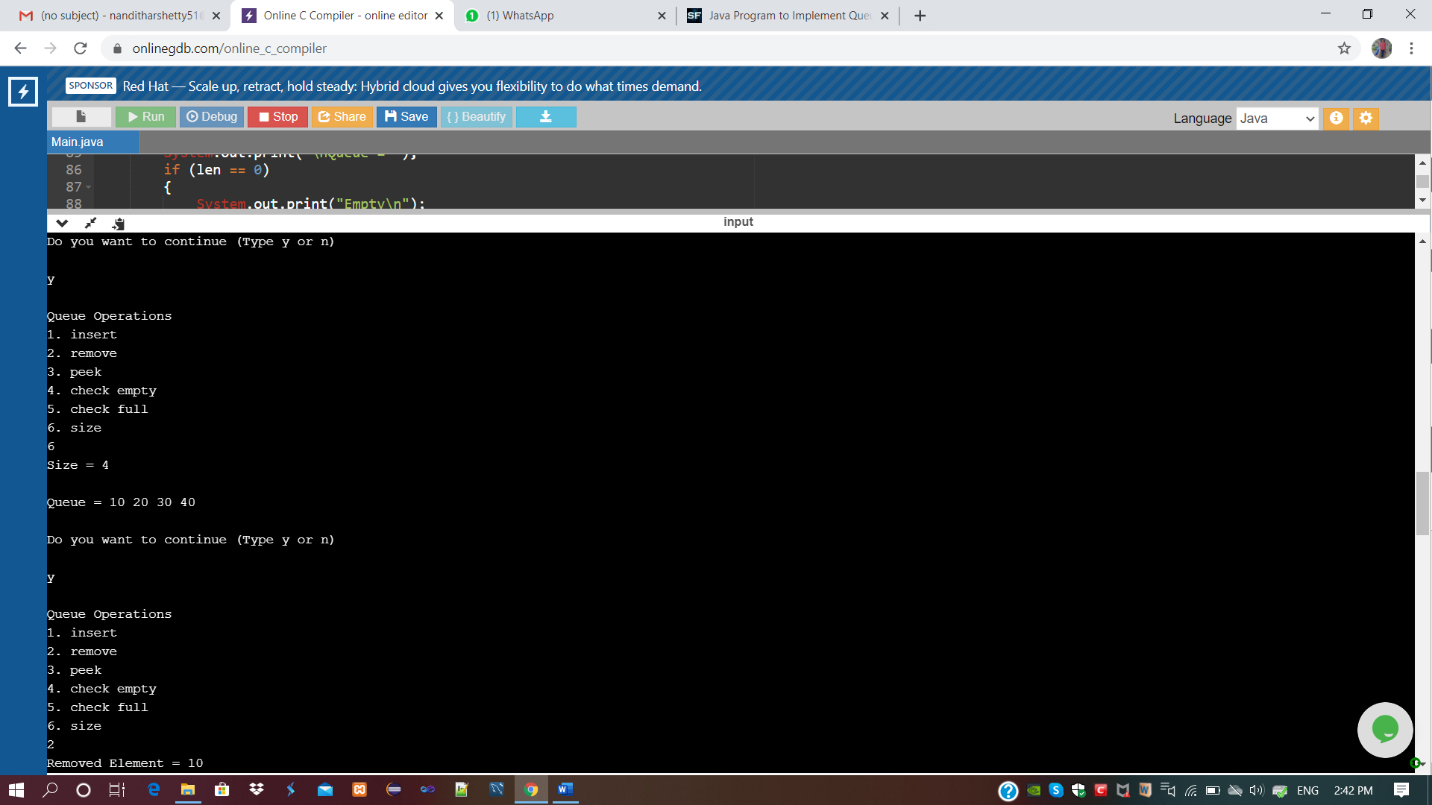 (no subject) - nanditharshetty51
Online C Compiler - online editor
(1) WhatsApp
SF Java Program to Implement Que
onlinegdb.com/online_c_compiler
SPONSOR Red Hat — Scale up, retract, hold steady: Hybrid cloud gives you flexibility to do what times demand.
Run Debug Stop Share Save { } Beautify Language Java
Main.java
85 System.out.print("\nQueue = ");
86 if (len == 0)
87 {
88 System.out.print("Empty\n");
input
Do you want to continue (Type y or n)
y
Queue Operations
1. insert
2. remove
3. peek
4. check empty
5. check full
6. size
6
Size = 4
Queue = 10 20 30 40
Do you want to continue (Type y or n)
y
Queue Operations
1. insert
2. remove
3. peek
4. check empty
5. check full
6. size
2
Removed Element = 10
ENG 2:42 PM